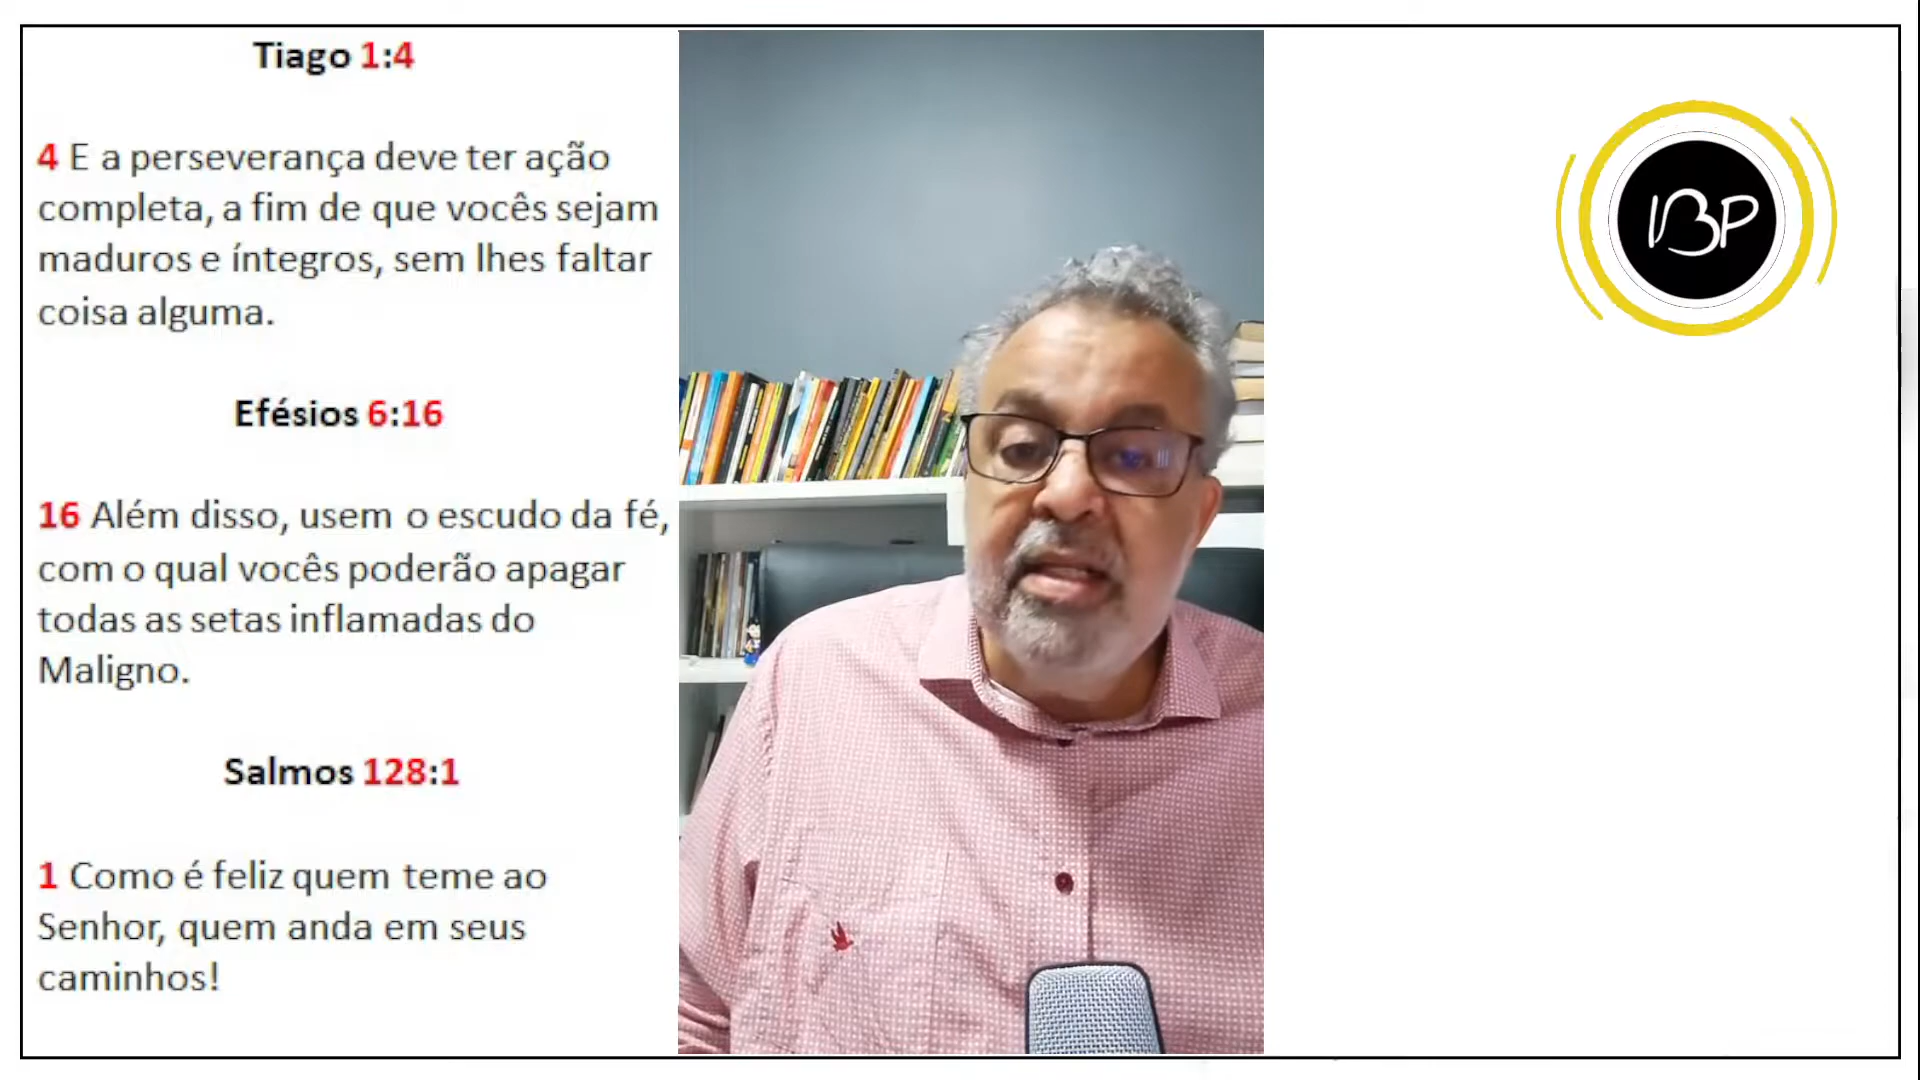 Tiago 1:4
4 E a perseverança deve ter ação
completa, a fim de que vocês sejam
maduros e íntegros, sem lhes faltar
coisa alguma.
Efésios 6:16
16 Além disso, usem o escudo da fé,
com o qual vocês poderão apagar
todas as setas inflamadas do
Maligno.
Salmos 128:1
1 Como é feliz quem teme ao
Senhor, quem anda em seus
caminhos!
IBP